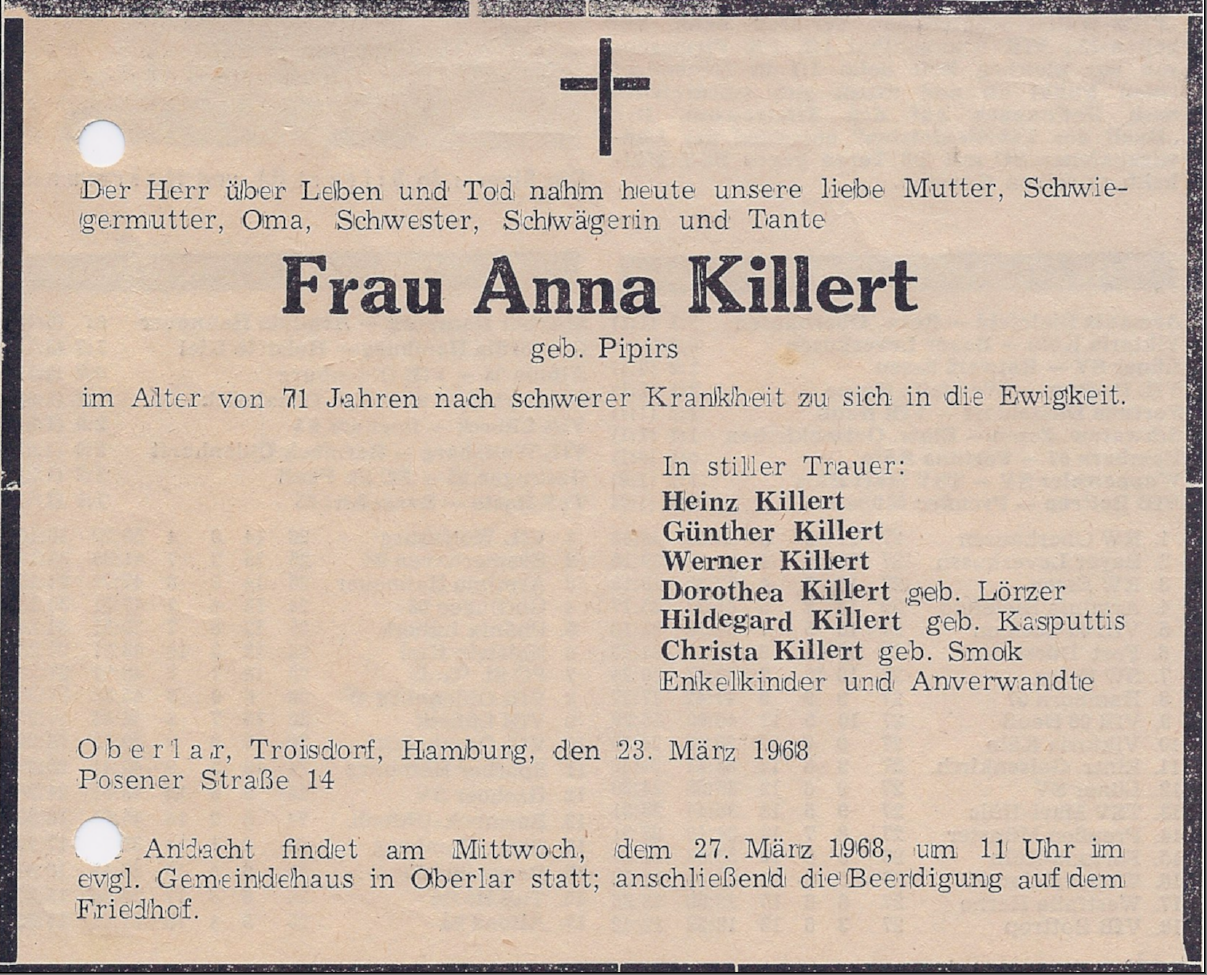 Der Herr über Leben und Tod nahm heute unsere liebe Mutter, Schwie-
germutter, Oma, Schwester, Schwägerin und Tante
Frau Anna Killert
geb. Pipirs
im Alter von 71 Jahren nach schwerer Krankheit zu sich in die Ewigkeit.
In stiller Trauer:
Heinz Killert
Günther Killert
Werner Killert
Dorothea Killert geb. Lörzer
Hildegard Killert geb. Kasputtis
Christa Killert geb. Smok
Enkelkinder und Anverwandte
Oberlar, Troisdorf, Hamburg, den 23. März 1968
Posener Straße 14
Andacht findet am Mittwoch, dem 27. März 1968, um 11 Uhr im
evgl. Gemeindehaus in Oberlar statt; anschließend die Beerdigung auf dem
Friedhof.